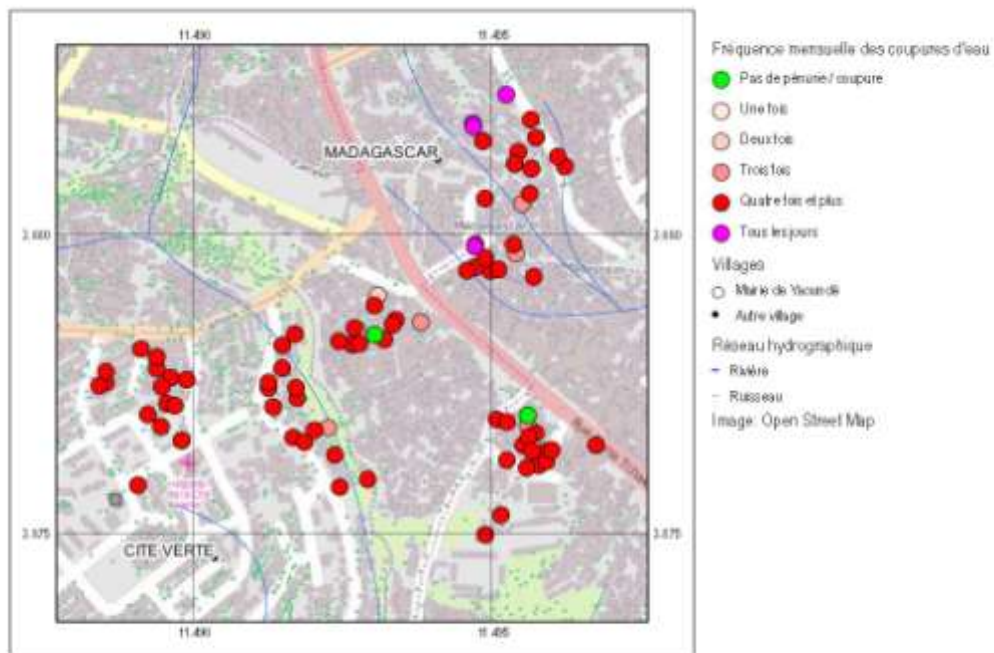 11.490 11.495
MADAGASCAR
3.880 3.880
3.875 3.875
CITE VERTE
11.490 11.495
Fréquence mensuelle des coupures d'eau
Pas de pénurie / coupure
Une fois
Deux fois
Trois fois
Quatre fois et plus
Tous les jours
Villages
Mairie de Yaoundé
Autre village
Réseau hydrographique
Rivière
Ruisseau
Image: Open Street Map